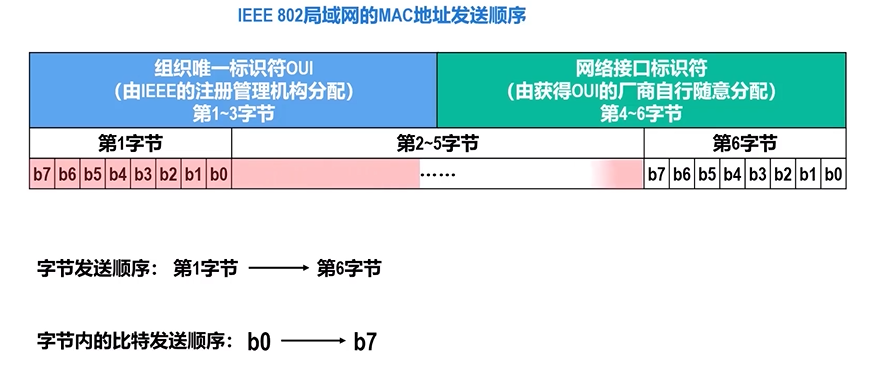 IEEE 802局域网的MAC地址发送顺序
组织唯一标识符OUI
(由IEEE的注册管理机构分配)
第1~3字节
网络接口标识符
(由获得OUI的厂商自行随意分配)
第4~6字节
第1字节 第2~5字节 第6字节
b7 b6 b5 b4 b3 b2 b1 b0 …… b7 b6 b5 b4 b3 b2 b1 b0
字节发送顺序: 第1字节 → 第6字节
字节内的比特发送顺序: b0 → b7